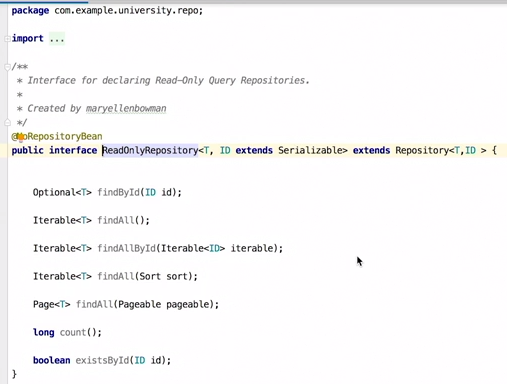 package com.example.university.repo;
import ...
/**
* Interface for declaring Read-Only Query Repositories.
*
* Created by maryellenbowman
*/
@NoRepositoryBean
public interface ReadOnlyRepository<T, ID extends Serializable> extends Repository<T,ID > {
Optional<T> findById(ID id);
Iterable<T> findAll();
Iterable<T> findAllById(Iterable<ID> iterable);
Iterable<T> findAll(Sort sort);
Page<T> findAll(Pageable pageable);
long count();
boolean existsById(ID id);
}